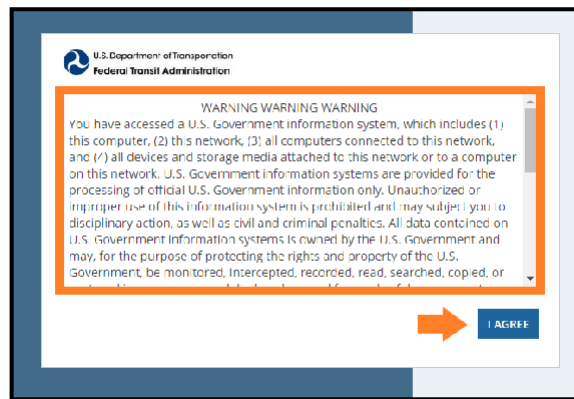 U.S. Department of Transportation
Federal Transit Administration
WARNING WARNING WARNING
You have accessed a U.S. Government information system, which includes (1)
this computer, (2) this network, (3) all computers connected to this network,
and (4) all devices and storage media attached to this network or to a computer
on this network. U.S. Government information systems are provided for the
processing of official U.S. Government information only. Unauthorized or
improper use of this information system is prohibited and may subject you to
disciplinary action, as well as civil and criminal penalties. All data contained on
U.S. Government information systems is owned by the U.S. Government and
may, for the purpose of protecting the rights and property of the U.S.
Government, be monitored, intercepted, recorded, read, searched, copied, or
I AGREE